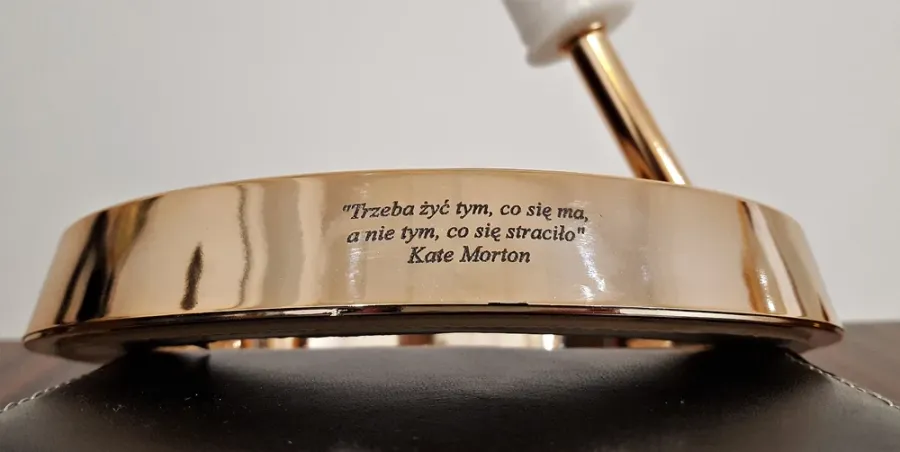 "Trzeba żyć tym, co się ma,
a nie tym, co się straciło"
Kate Morton